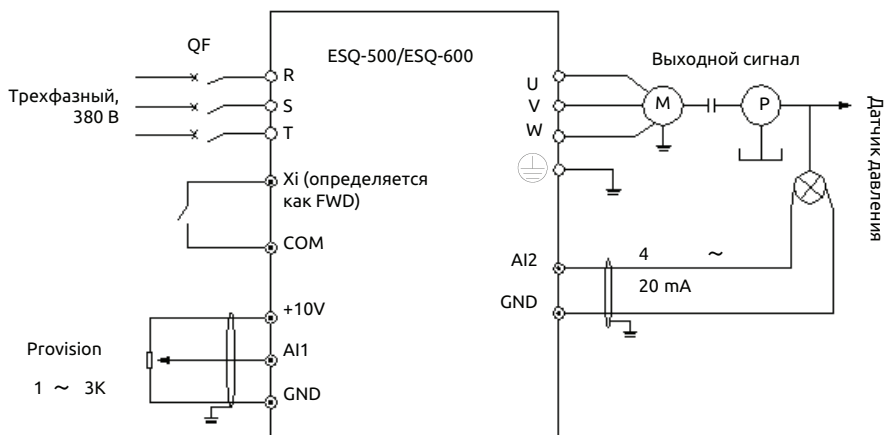 QF
ESQ-500/ESQ-600
Трехфазный,
380 В
R
S
T
Xi (определяется
как FWD)
COM
+10V
AI1
GND
Provision
1 ~ 3K
U
V
W
Выходной сигнал
M
P
Датчик давления
AI2
4 ~
20 mA
GND